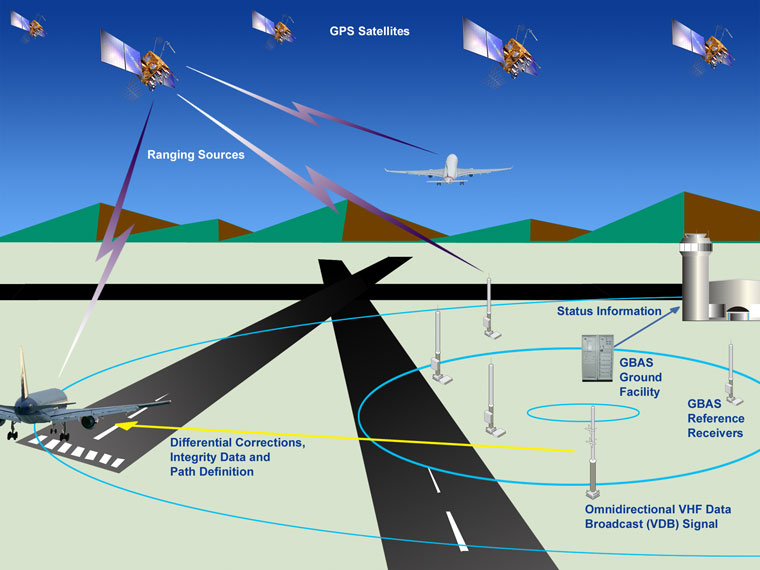 GPS Satellites
Ranging Sources
Status Information
GBAS
Ground
Facility
GBAS
Reference
Receivers
Differential Corrections,
Integrity Data and
Path Definition
Omnidirectional VHF Data
Broadcast (VDB) Signal